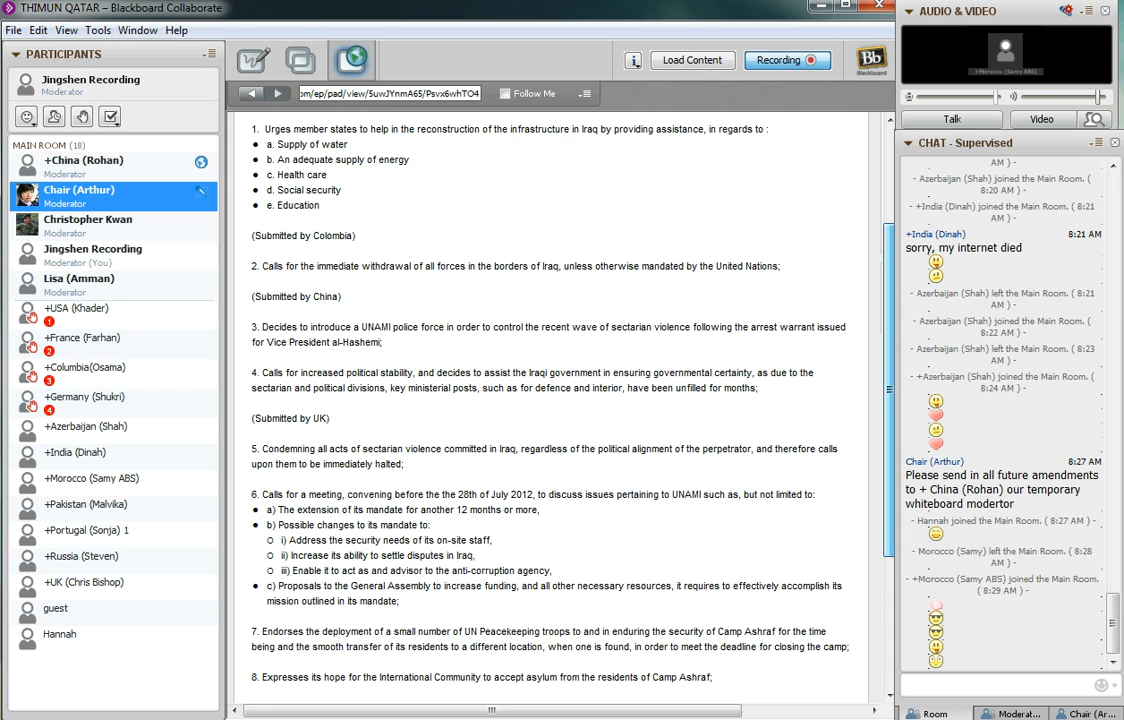 THIMUN QATAR – Blackboard Collaborate
File Edit View Tools Window Help
PARTICIPANTS
Jingshen Recording
Moderator
MAIN ROOM (18)
+China (Rohan)
Moderator
Chair (Arthur)
Moderator
Christopher Kwan
Moderator
Jingshen Recording
Moderator (You)
Lisa (Amman)
Moderator
+USA (Khader)
1
+France (Farhan)
2
+Columbia(Osama)
3
+Germany (Shukri)
4
+Azerbaijan (Shah)
+India (Dinah)
+Morocco (Samy ABS)
+Pakistan (Malvika)
+Portugal (Sonja) 1
+Russia (Steven)
+UK (Chris Bishop)
guest
Hannah
Load Content
Recording
Bb
Blackboard
om/ep/pad/view/5uwJYnmA65/Psvx6whTO4
Follow Me
1. Urges member states to help in the reconstruction of the infrastructure in Iraq by providing assistance, in regards to :
a. Supply of water
b. An adequate supply of energy
c. Health care
d. Social security
e. Education
(Submitted by Colombia)
2. Calls for the immediate withdrawal of all forces in the borders of Iraq, unless otherwise mandated by the United Nations;
(Submitted by China)
3. Decides to introduce a UNAMI police force in order to control the recent wave of sectarian violence following the arrest warrant issued
for Vice President al-Hashemi;
4. Calls for increased political stability, and decides to assist the Iraqi government in ensuring governmental certainty, as due to the
sectarian and political divisions, key ministerial posts, such as for defence and interior, have been unfilled for months;
(Submitted by UK)
5. Condemning all acts of sectarian violence committed in Iraq, regardless of the political alignment of the perpetrator, and therefore calls
upon them to be immediately halted;
6. Calls for a meeting, convening before the the 28th of July 2012, to discuss issues pertaining to UNAMI such as, but not limited to:
a) The extension of its mandate for another 12 months or more,
b) Possible changes to its mandate to:
i) Address the security needs of its on-site staff,
ii) Increase its ability to settle disputes in Iraq,
iii) Enable it to act as and advisor to the anti-corruption agency,
c) Proposals to the General Assembly to increase funding, and all other necessary resources, it requires to effectively accomplish its
mission outlined in its mandate;
7. Endorses the deployment of a small number of UN Peacekeeping troops to and in enduring the security of Camp Ashraf for the time
being and the smooth transfer of its residents to a different location, when one is found, in order to meet the deadline for closing the camp;
8. Expresses its hope for the International Community to accept asylum from the residents of Camp Ashraf;
AUDIO & VIDEO
+Morocco (Samy ABS)
Talk
Video
CHAT - Supervised
AM ) -
- Azerbaijan (Shah) joined the Main Room. (
8:20 AM ) -
- +India (Dinah) joined the Main Room. ( 8:21
AM ) -
+India (Dinah) 8:21 AM
sorry, my internet died
- Azerbaijan (Shah) left the Main Room. ( 8:21
AM ) -
- Azerbaijan (Shah) joined the Main Room. (
8:22 AM ) -
- Azerbaijan (Shah) left the Main Room. ( 8:23
AM ) -
- +Azerbaijan (Shah) joined the Main Room. (
8:24 AM ) -
Chair (Arthur) 8:27 AM
Please send in all future amendments
to + China (Rohan) our temporary
whiteboard modertor
- Hannah joined the Main Room. ( 8:27 AM ) -
- Morocco (Samy) left the Main Room. ( 8:28
AM ) -
- +Morocco (Samy ABS) joined the Main Room.
( 8:29 AM ) -
Room
Moderat...
Chair (Ar...